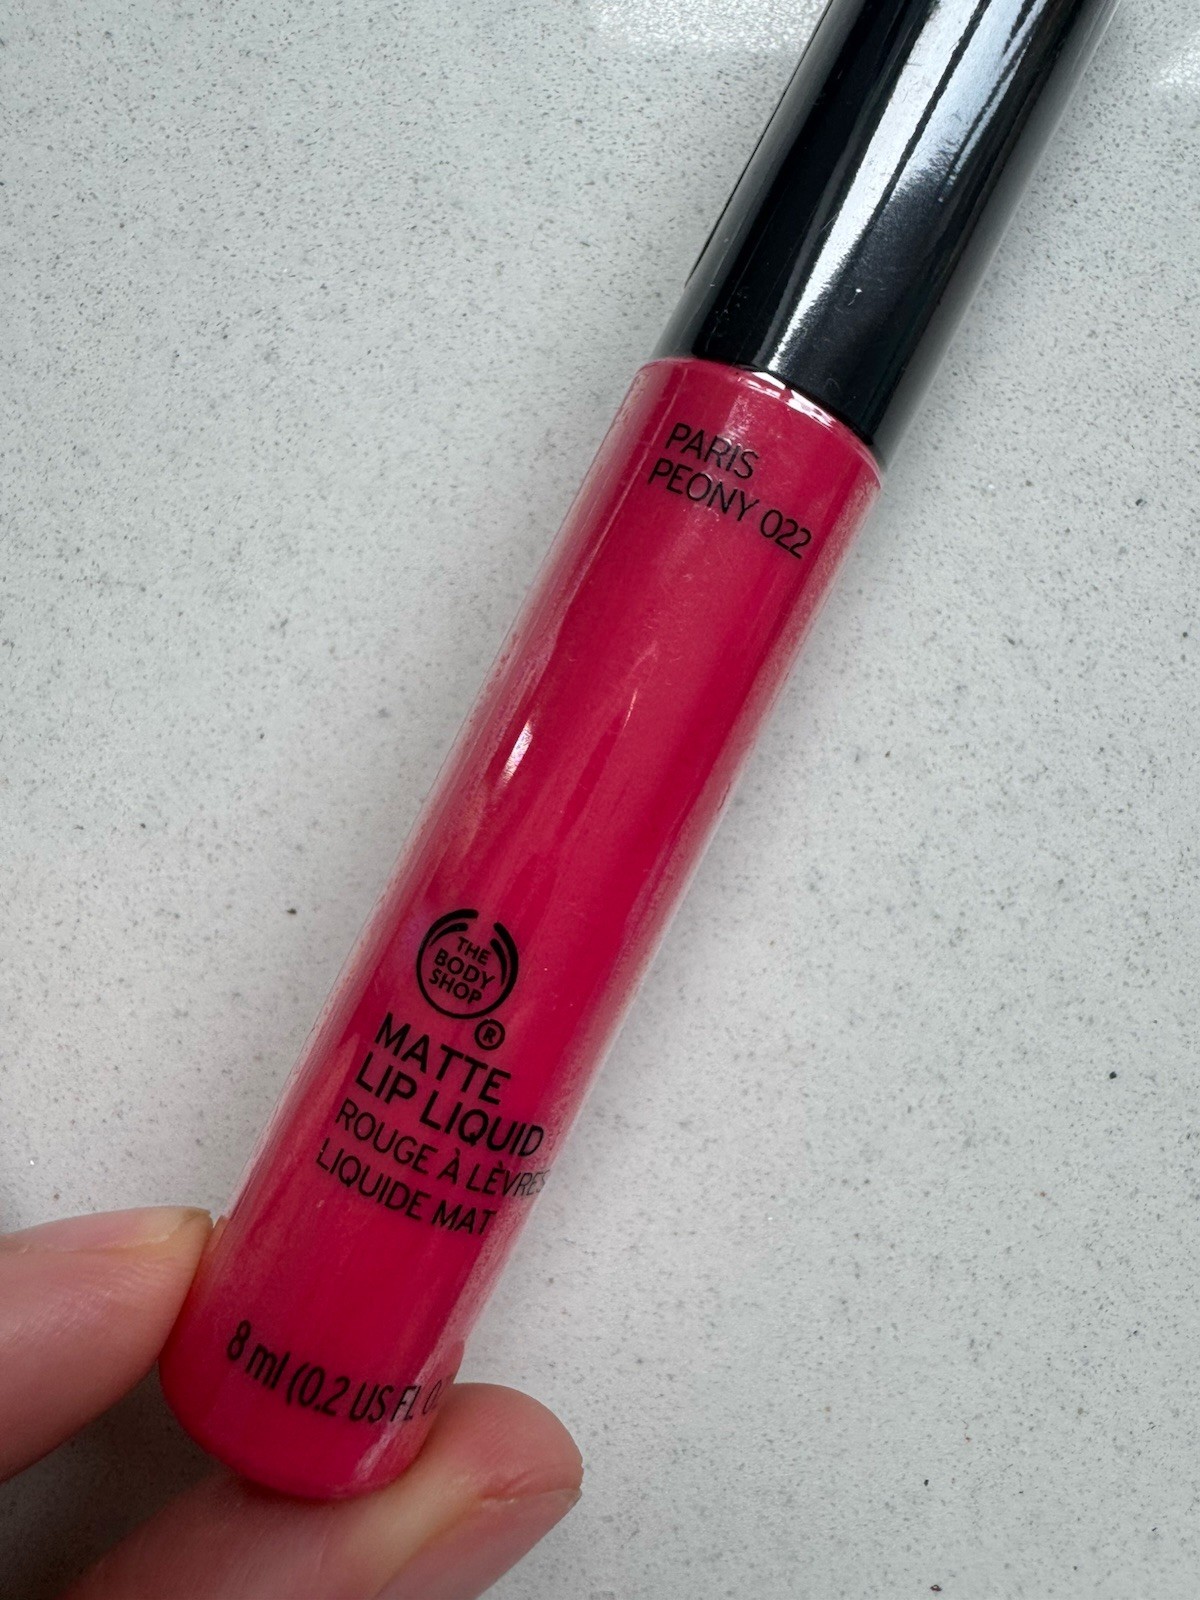 PARIS
PEONY 022
THE
BODY
SHOP
®
MATTE
LIP LIQUID
ROUGE À LÈVRES
LIQUIDE MAT
8 ml (0.2 US FL